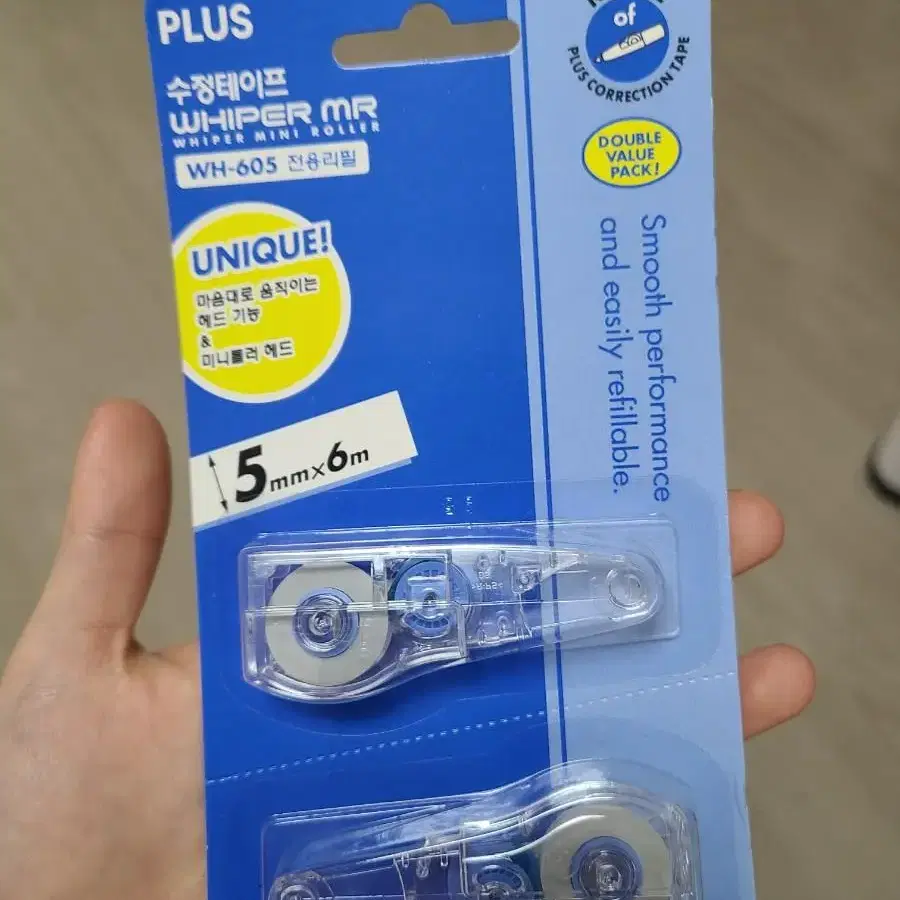 PLUS
수정테이프
WHIPER MR
WHIPER MINI ROLLER
WH-605 전용리필
UNIQUE!
마음대로 움직이는
헤드 기능
&
미니롤러 헤드
5mm×6m
of
PLUS CORRECTION TAPE
DOUBLE
VALUE
PACK!
Smooth performance
and easily refillable.